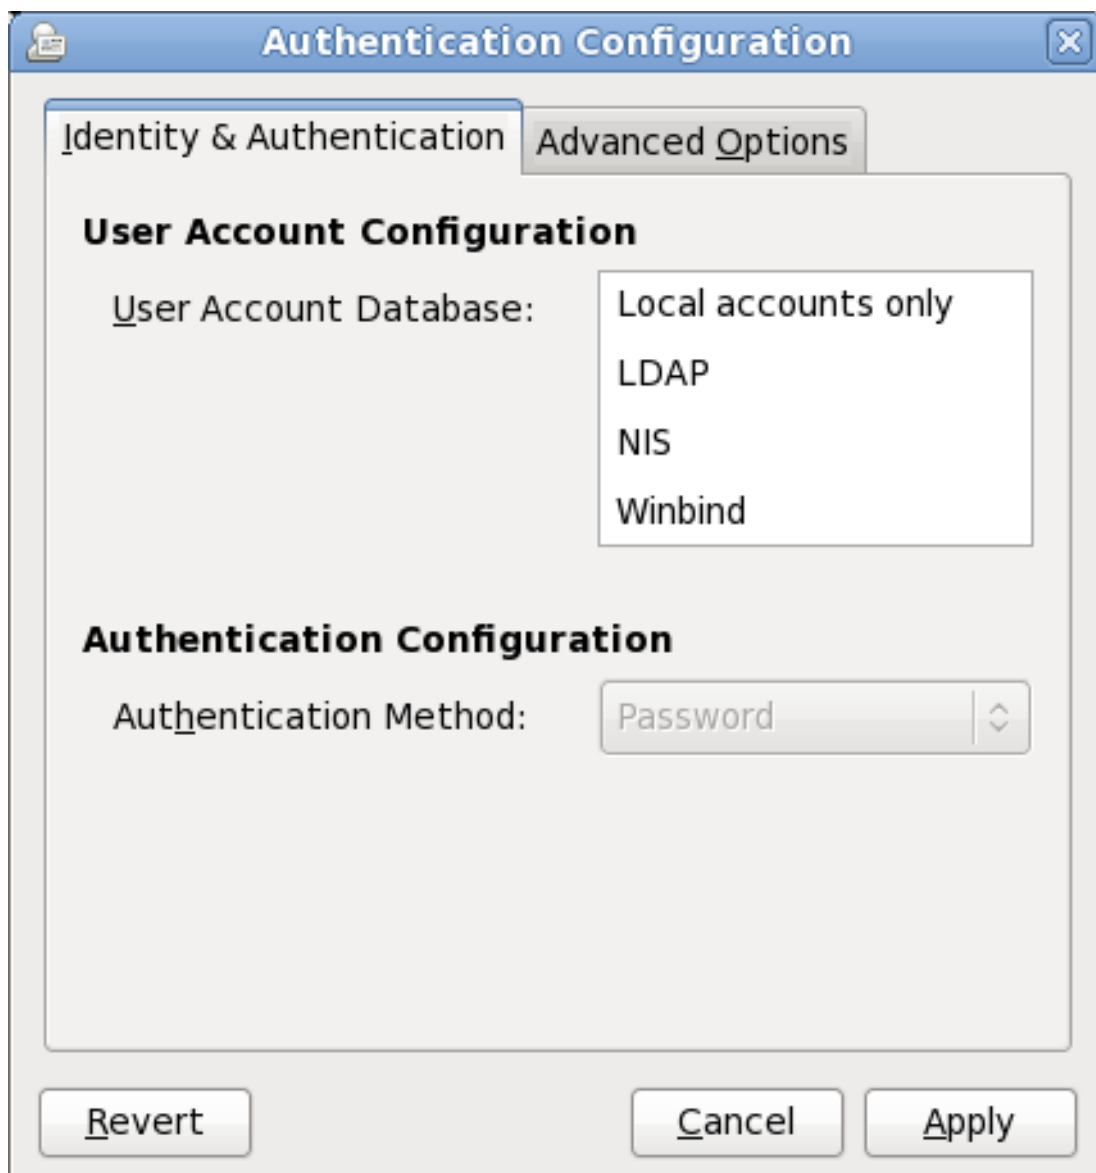 Authentication Configuration
Identity & Authentication
Advanced Options
User Account Configuration
User Account Database:
Local accounts only
LDAP
NIS
Winbind
Authentication Configuration
Authentication Method:
Password
Revert
Cancel
Apply